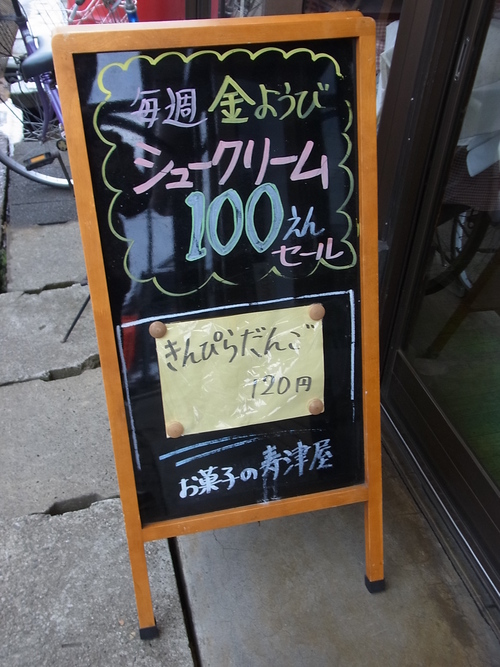 毎週金ようび
シュークリーム
100えん
セール
きんぴらだんご
120円
お菓子の寿津屋